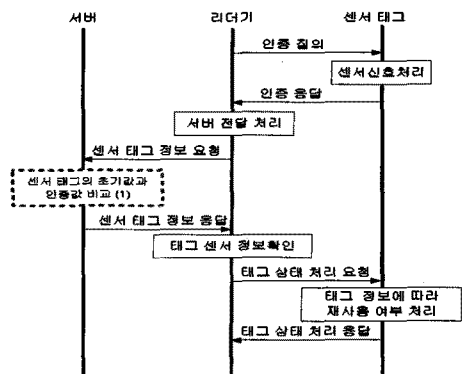 서버 리더기 센서 태그
인증 질의
센서신호처리
인증 응답
서버 전달 처리
센서 태그 정보 요청
센서 태그의 초기값과
인증값 비교 (1)
센서 태그 정보 응답
태그 센서 정보확인
태그 상태 처리 요청
태그 정보에 따라
재사용 여부 처리
태그 상태 처리 응답